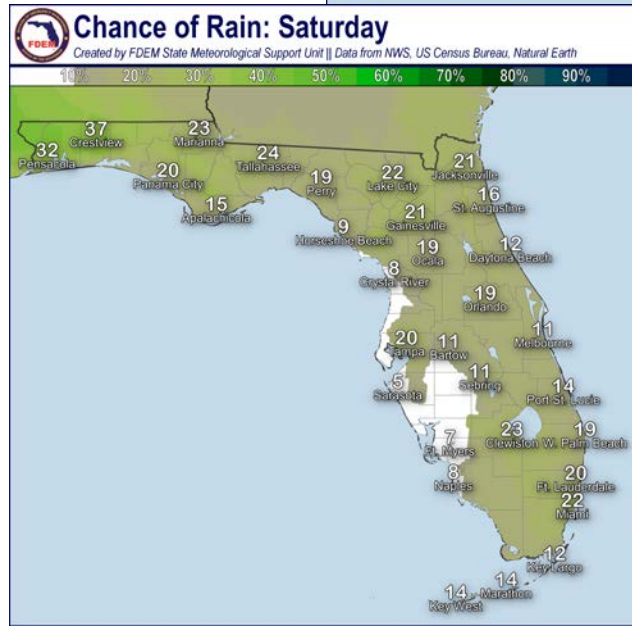 FDEM
Chance of Rain: Saturday
Created by FDEM State Meteorological Support Unit || Data from NWS, US Census Bureau, Natural Earth
10% 20% 30% 40% 50% 60% 70% 80% 90%
37
Crestview
23
Marianna
32
Pensacola
24
Tallahassee
20
Panama City
19
Perry
22
Lake City
21
Jacksonville
15
Apalachicola
16
St. Augustine
21
Gainesville
9
Horseshoe Beach
19
Ocala
12
Daytona Beach
8
Crystal River
19
Orlando
20
Tampa
11
Bartow
11
Melbourne
5
Sarasota
11
Sebring
14
Port St. Lucie
7
Ft. Myers
23
Clewiston
19
W. Palm Beach
8
Naples
20
Ft. Lauderdale
22
Miami
12
Key Largo
14
Marathon
14
Key West